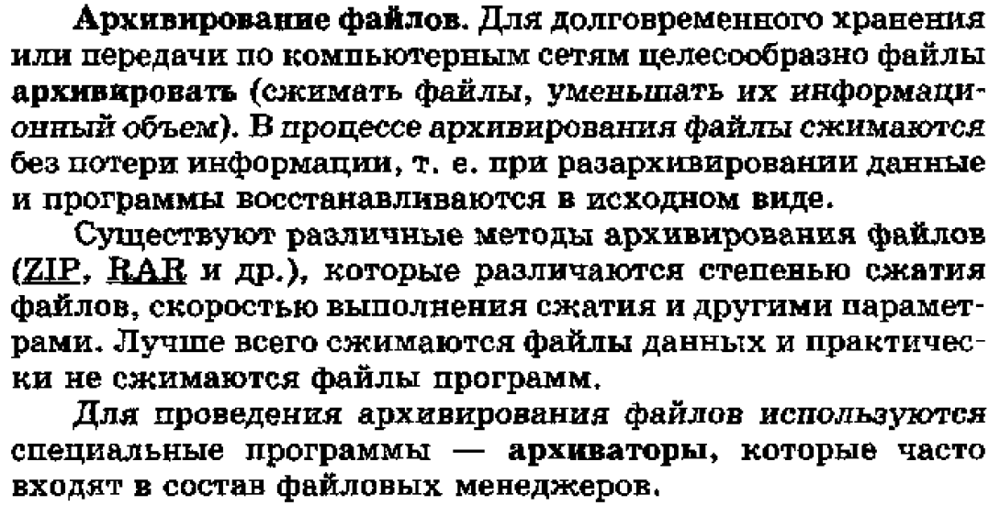 Архивирование файлов. Для долговременного хранения
или передачи по компьютерным сетям целесообразно файлы
архивировать (сжимать файлы, уменьшать их информаци-
онный объем). В процессе архивирования файлы сжимаются
без потери информации, т. е. при разархивировании данные
и программы восстанавливаются в исходном виде.
Существуют различные методы архивирования файлов
(ZIP, RAR и др.), которые различаются степенью сжатия
файлов, скоростью выполнения сжатия и другими парамет-
рами. Лучше всего сжимаются файлы данных и практичес-
ки не сжимаются файлы программ.
Для проведения архивирования файлов используются
специальные программы — архиваторы, которые часто
входят в состан файловых менеджеров.